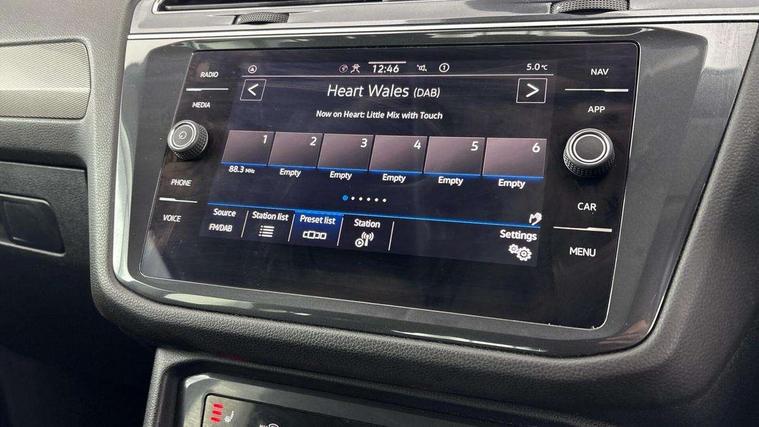 12:46
5.0°C
RADIO
MEDIA
PHONE
VOICE
Heart Wales (DAB)
Now on Heart: Little Mix with Touch
1 2 3 4 5 6
88.3 MHz Empty Empty Empty Empty Empty
Source
FM/DAB
Station list
Preset list
Station
Settings
NAV
APP
CAR
MENU